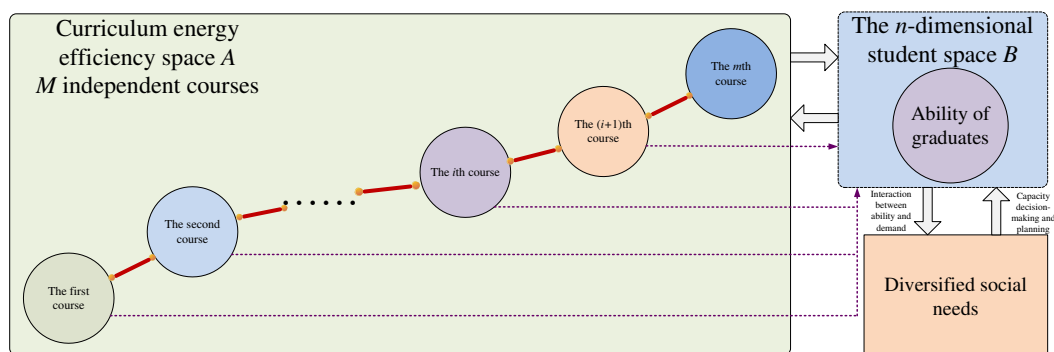 Curriculum energy
efficiency space A
M independent courses
The first
course
The second
course
......
The ith course
The (i+1)th
course
The mth
course
The n-dimensional
student space B
Ability of
graduates
Interaction
between
ability and
demand
Capacity
decision-
making and
planning
Diversified social
needs